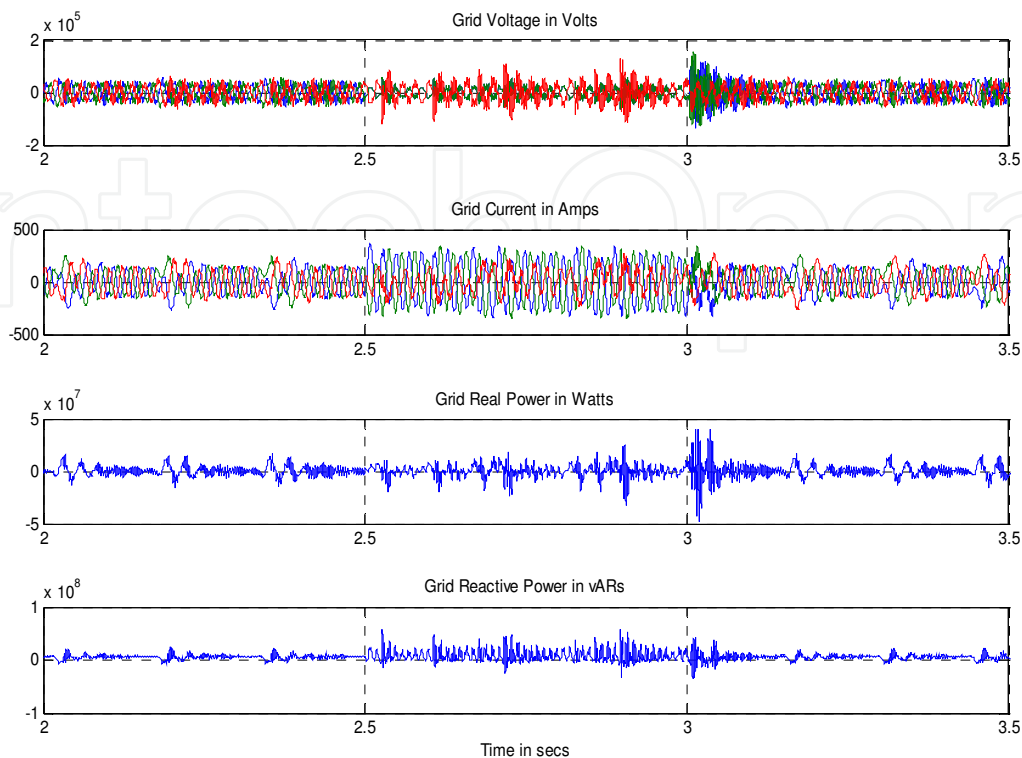 Grid Voltage in Volts
x 10^5
2
0
-2
2 2.5 3 3.5
Grid Current in Amps
500
0
-500
2 2.5 3 3.5
Grid Real Power in Watts
x 10^7
5
0
-5
2 2.5 3 3.5
Grid Reactive Power in vARs
x 10^8
1
0
-1
2 2.5 3 3.5
Time in secs